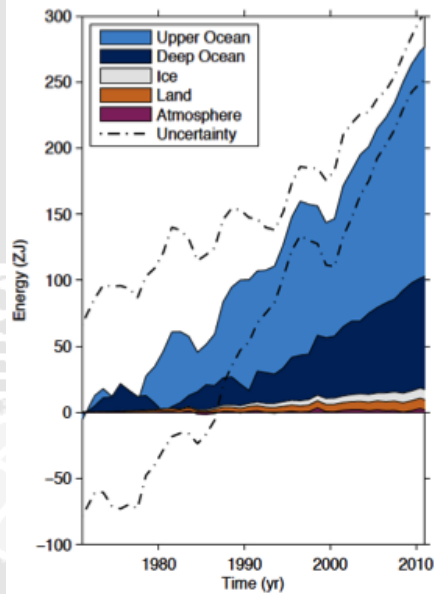 300
250
200
150
100
50
0
−50
−100
Energy (ZJ)
Upper Ocean
Deep Ocean
Ice
Land
Atmosphere
Uncertainty
1980 1990 2000 2010
Time (yr)